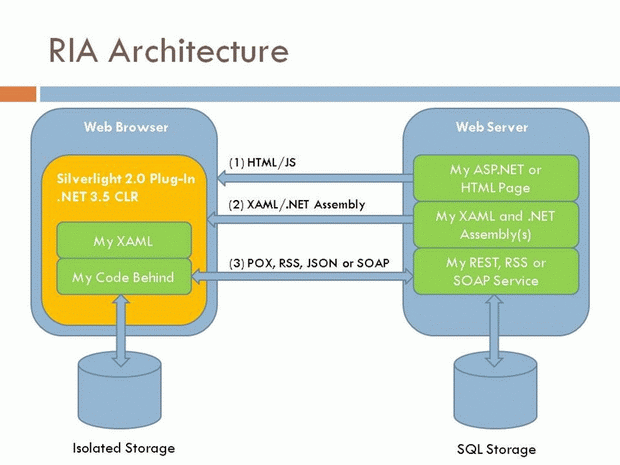 RIA Architecture
Web Browser
Web Server
(1) HTML/JS
My ASP.NET or
HTML Page
Silverlight 2.0 Plug-In
.NET 3.5 CLR
(2) XAML/.NET Assembly
My XAML and .NET
Assembly(s)
My XAML
(3) POX, RSS, JSON or SOAP
My REST, RSS or
SOAP Service
My Code Behind
Isolated Storage
SQL Storage